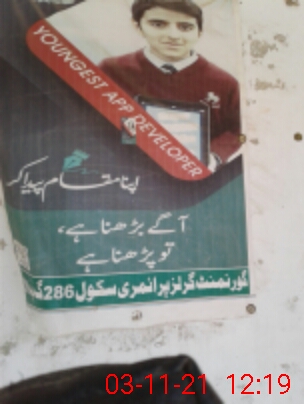 YOUNGEST APP DEVELOPER
اپنا مقام پیدا کر
آگے بڑھنا ہے،
تو پڑھنا ہے
گورنمنٹ گرلز پرائمری سکول 286گ
03-11-21 12:19